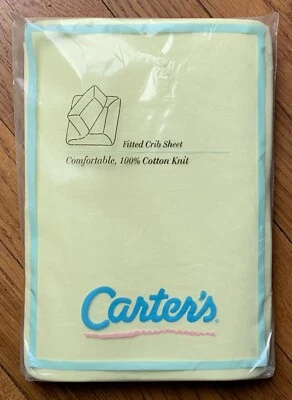 Fitted Crib Sheet
Comfortable, 100% Cotton Knit
Carter's®